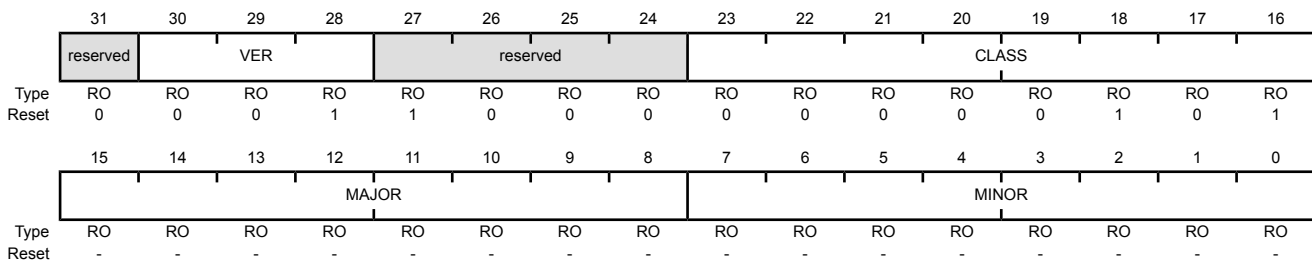 31 30 29 28 27 26 25 24 23 22 21 20 19 18 17 16
reserved VER reserved CLASS
Type RO RO RO RO RO RO RO RO RO RO RO RO RO RO RO RO
Reset 0 0 0 1 1 0 0 0 0 0 0 0 0 1 0 1
15 14 13 12 11 10 9 8 7 6 5 4 3 2 1 0
MAJOR MINOR
Type RO RO RO RO RO RO RO RO RO RO RO RO RO RO RO RO
Reset - - - - - - - - - - - - - - - -